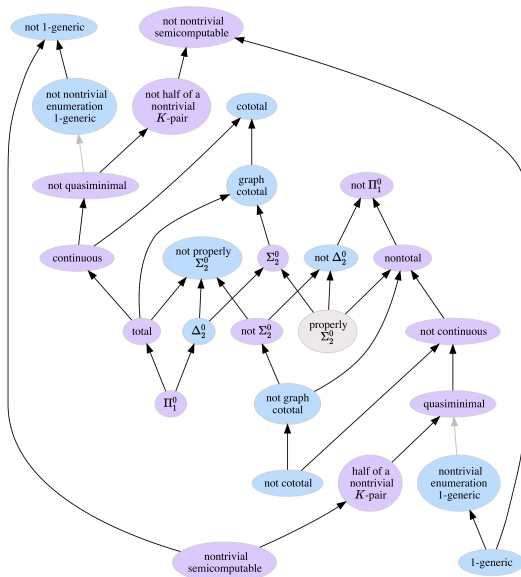 not 1-generic
not nontrivial
semicomputable
not nontrivial
enumeration
1-generic
not half of a
nontrivial
K-pair
cototal
not quasiminimal
graph
cototal
not Π⁰₁
continuous
not properly
Σ⁰₂
Σ⁰₂
not Δ⁰₂
nontotal
total
Δ⁰₂
not Σ⁰₂
properly
Σ⁰₂
not continuous
Π⁰₁
not graph
cototal
quasiminimal
not cototal
half of a
nontrivial
K-pair
nontrivial
enumeration
1-generic
nontrivial
semicomputable
1-generic